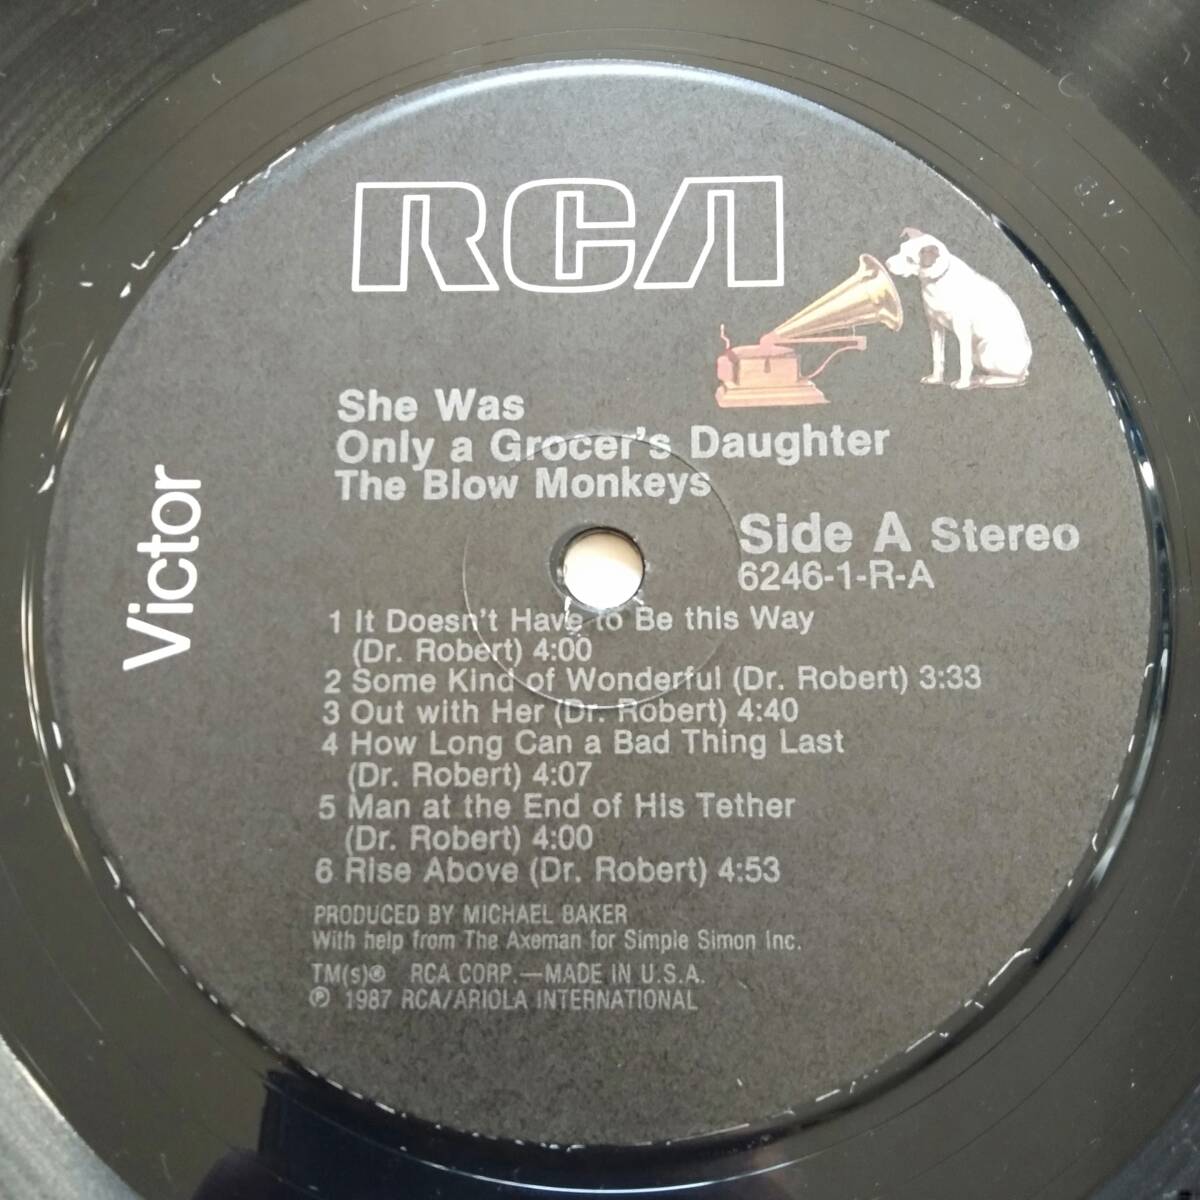 RCA
She Was
Only a Grocer's Daughter
The Blow Monkeys
Victor
Side A Stereo
6246-1-R-A
1 It Doesn't Have to Be this Way
(Dr. Robert) 4:00
2 Some Kind of Wonderful (Dr. Robert) 3:33
3 Out with Her (Dr. Robert) 4:40
4 How Long Can a Bad Thing Last
(Dr. Robert) 4:07
5 Man at the End of His Tether
(Dr. Robert) 4:00
6 Rise Above (Dr. Robert) 4:53
PRODUCED BY MICHAEL BAKER
With help from The Axeman for Simple Simon Inc.
TM(s)® RCA CORP.—MADE IN U.S.A.
℗ 1987 RCA/ARIOLA INTERNATIONAL